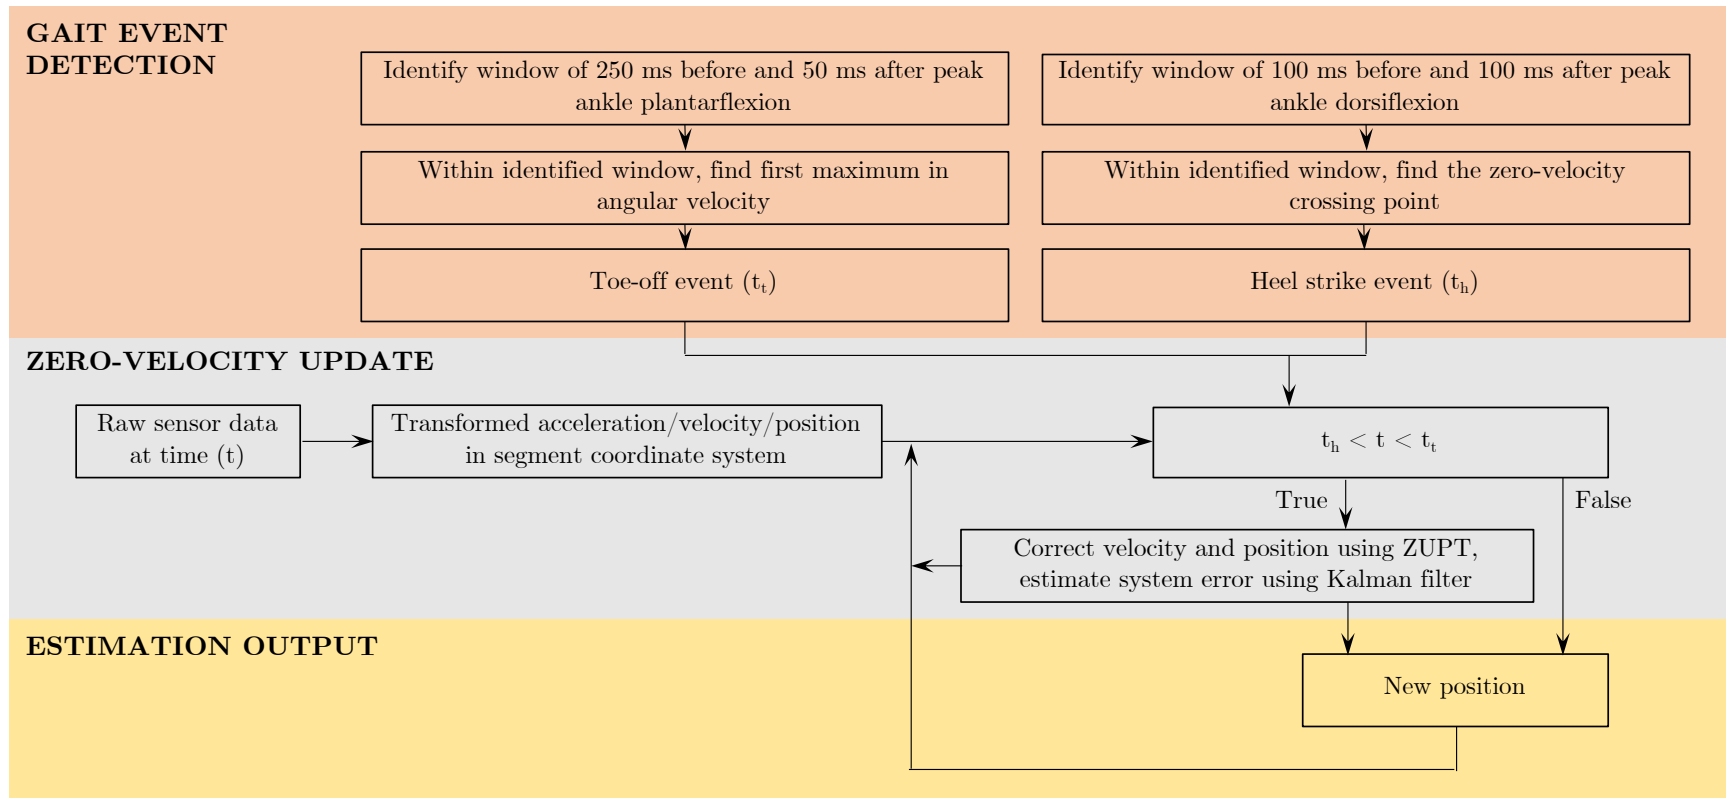 GAIT EVENT
DETECTION
Identify window of 250 ms before and 50 ms after peak
ankle plantarflexion
Identify window of 100 ms before and 100 ms after peak
ankle dorsiflexion
Within identified window, find first maximum in
angular velocity
Within identified window, find the zero-velocity
crossing point
Toe-off event (tₜ)
Heel strike event (tₕ)
ZERO-VELOCITY UPDATE
Raw sensor data
at time (t)
Transformed acceleration/velocity/position
in segment coordinate system
tₕ < t < tₜ
True
False
Correct velocity and position using ZUPT,
estimate system error using Kalman filter
ESTIMATION OUTPUT
New position